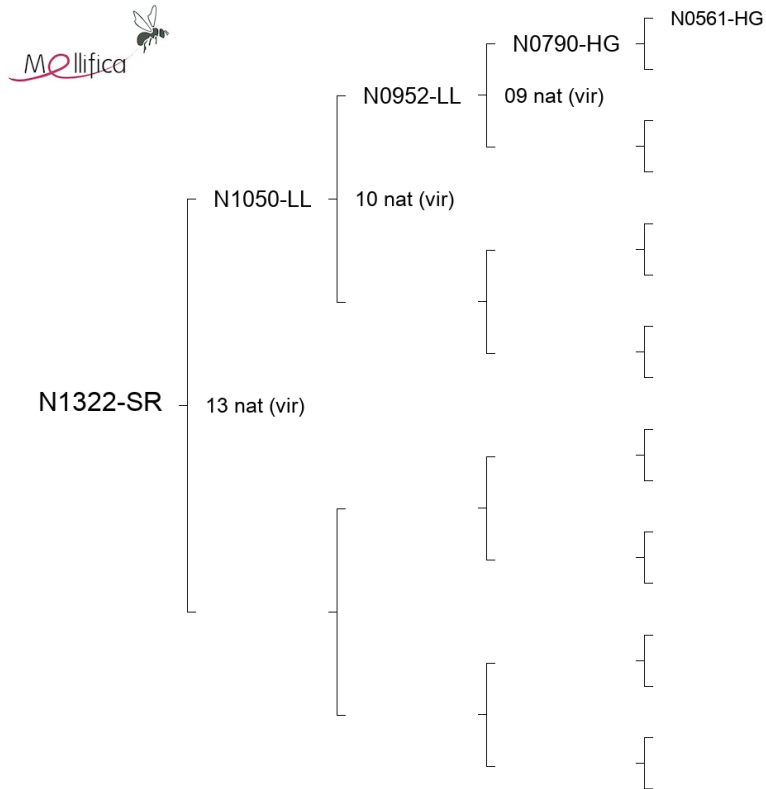 Mellifica
N0561-HG
N0790-HG
N0952-LL
09 nat (vir)
N1050-LL
10 nat (vir)
N1322-SR
13 nat (vir)